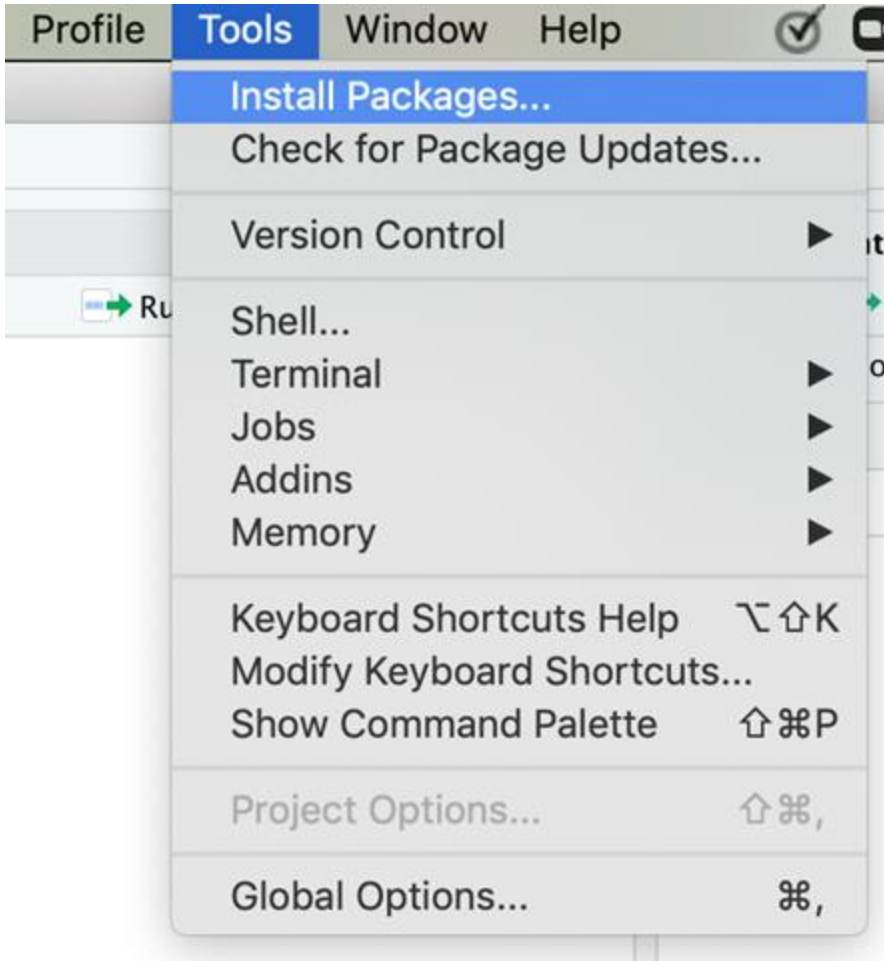 Profile Tools Window Help
Install Packages...
Check for Package Updates...
Version Control
Shell...
Terminal
Jobs
Addins
Memory
Keyboard Shortcuts Help ⌥⇧K
Modify Keyboard Shortcuts...
Show Command Palette ⇧⌘P
Project Options... ⇧⌘,
Global Options... ⌘,